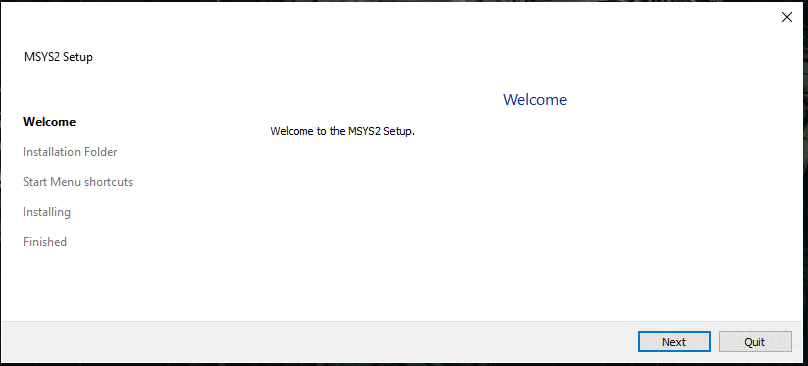 MSYS2 Setup
Welcome
Welcome
Welcome to the MSYS2 Setup.
Installation Folder
Start Menu shortcuts
Installing
Finished
Next
Quit